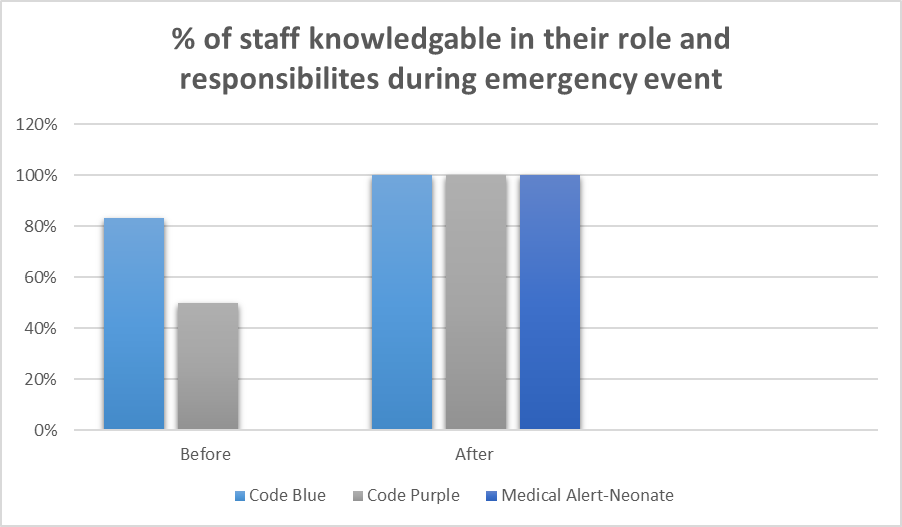 % of staff knowledgable in their role and
responsibilites during emergency event
120%
100%
80%
60%
40%
20%
0%
Before
After
Code Blue
Code Purple
Medical Alert-Neonate